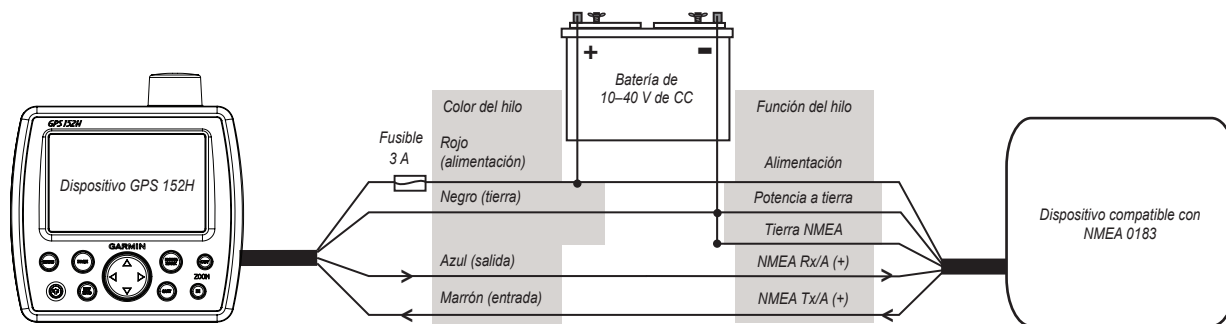 Batería de
10–40 V de CC
+
-
Color del hilo
Función del hilo
GPS 152H
Fusible
3 A
Rojo
(alimentación)
Alimentación
Dispositivo GPS 152H
Negro (tierra)
Potencia a tierra
Dispositivo compatible con
NMEA 0183
Tierra NMEA
GARMIN
Azul (salida)
NMEA Rx/A (+)
ZOOM
Marrón (entrada)
NMEA Tx/A (+)